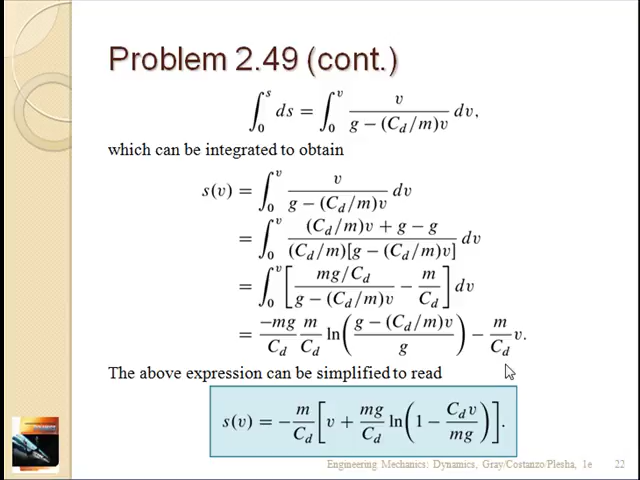 Problem 2.49 (cont.)
∫₀ˢ ds = ∫₀ᵛ v / (g − (C_d/m)v) dv,
which can be integrated to obtain
s(v) = ∫₀ᵛ v / (g − (C_d/m)v) dv
= ∫₀ᵛ ((C_d/m)v + g − g) / ((C_d/m)[g − (C_d/m)v]) dv
= ∫₀ᵛ [ (mg/C_d) / (g − (C_d/m)v) − m/C_d ] dv
= (−mg/C_d) (m/C_d) ln( (g − (C_d/m)v) / g ) − (m/C_d) v.
The above expression can be simplified to read
s(v) = −(m/C_d) [ v + (mg/C_d) ln( 1 − C_d v/mg ) ].
Engineering Mechanics: Dynamics, Gray/Costanzo/Plesha, 1e 22